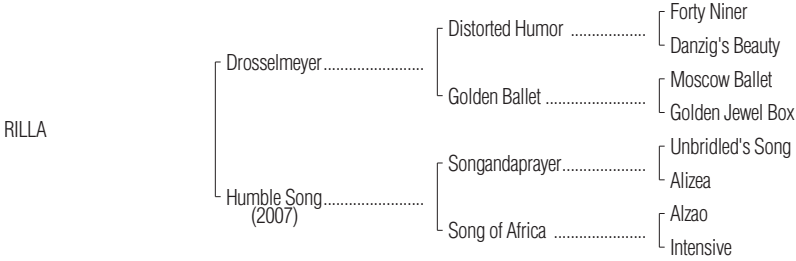 Forty Niner
Distorted Humor ..................
Danzig's Beauty
Drosselmeyer........................
Moscow Ballet
Golden Ballet ........................
Golden Jewel Box
RILLA
Unbridled's Song
Songandaprayer....................
Alizea
Humble Song........................
(2007)
Alzao
Song of Africa ......................
Intensive